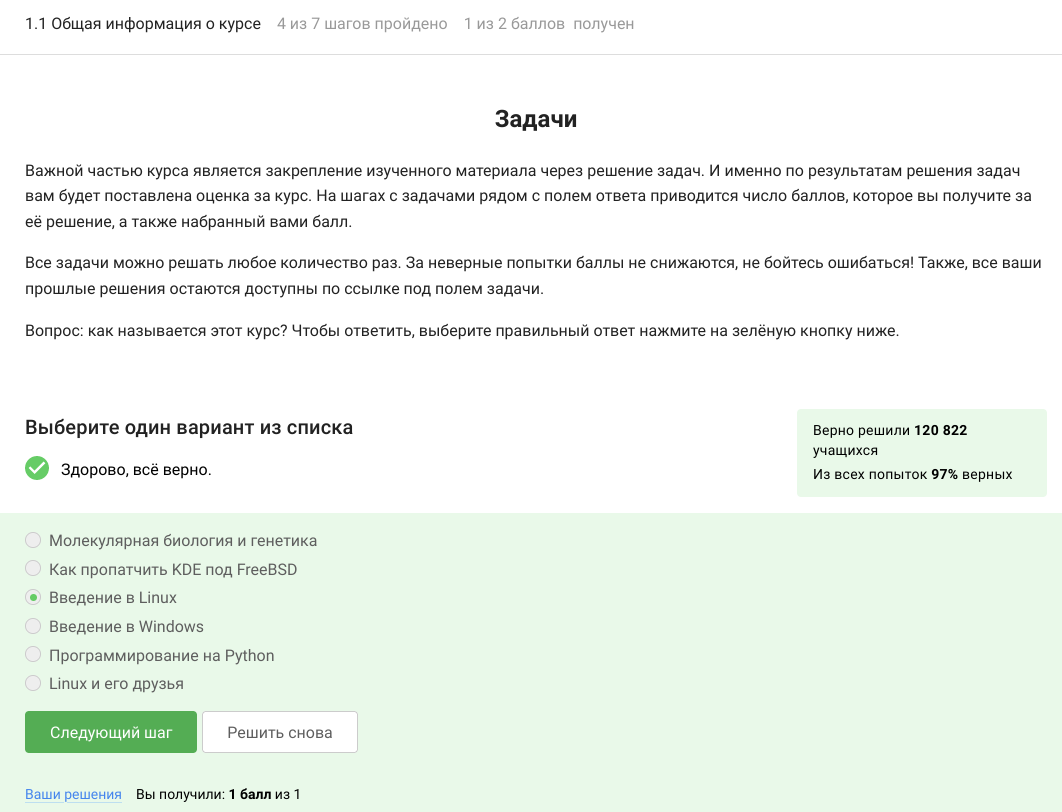 1.1 Общая информация о курсе 4 из 7 шагов пройдено 1 из 2 баллов получен
Задачи
Важной частью курса является закрепление изученного материала через решение задач. И именно по результатам решения задач
вам будет поставлена оценка за курс. На шагах с задачами рядом с полем ответа приводится число баллов, которое вы получите за
её решение, а также набранный вами балл.
Все задачи можно решать любое количество раз. За неверные попытки баллы не снижаются, не бойтесь ошибаться! Также, все ваши
прошлые решения остаются доступны по ссылке под полем задачи.
Вопрос: как называется этот курс? Чтобы ответить, выберите правильный ответ нажмите на зелёную кнопку ниже.
Выберите один вариант из списка
Здорово, всё верно.
Верно решили 120 822
учащихся
Из всех попыток 97% верных
Молекулярная биология и генетика
Как пропатчить KDE под FreeBSD
Введение в Linux
Введение в Windows
Программирование на Python
Linux и его друзья
Следующий шаг Решить снова
Ваши решения Вы получили: 1 балл из 1